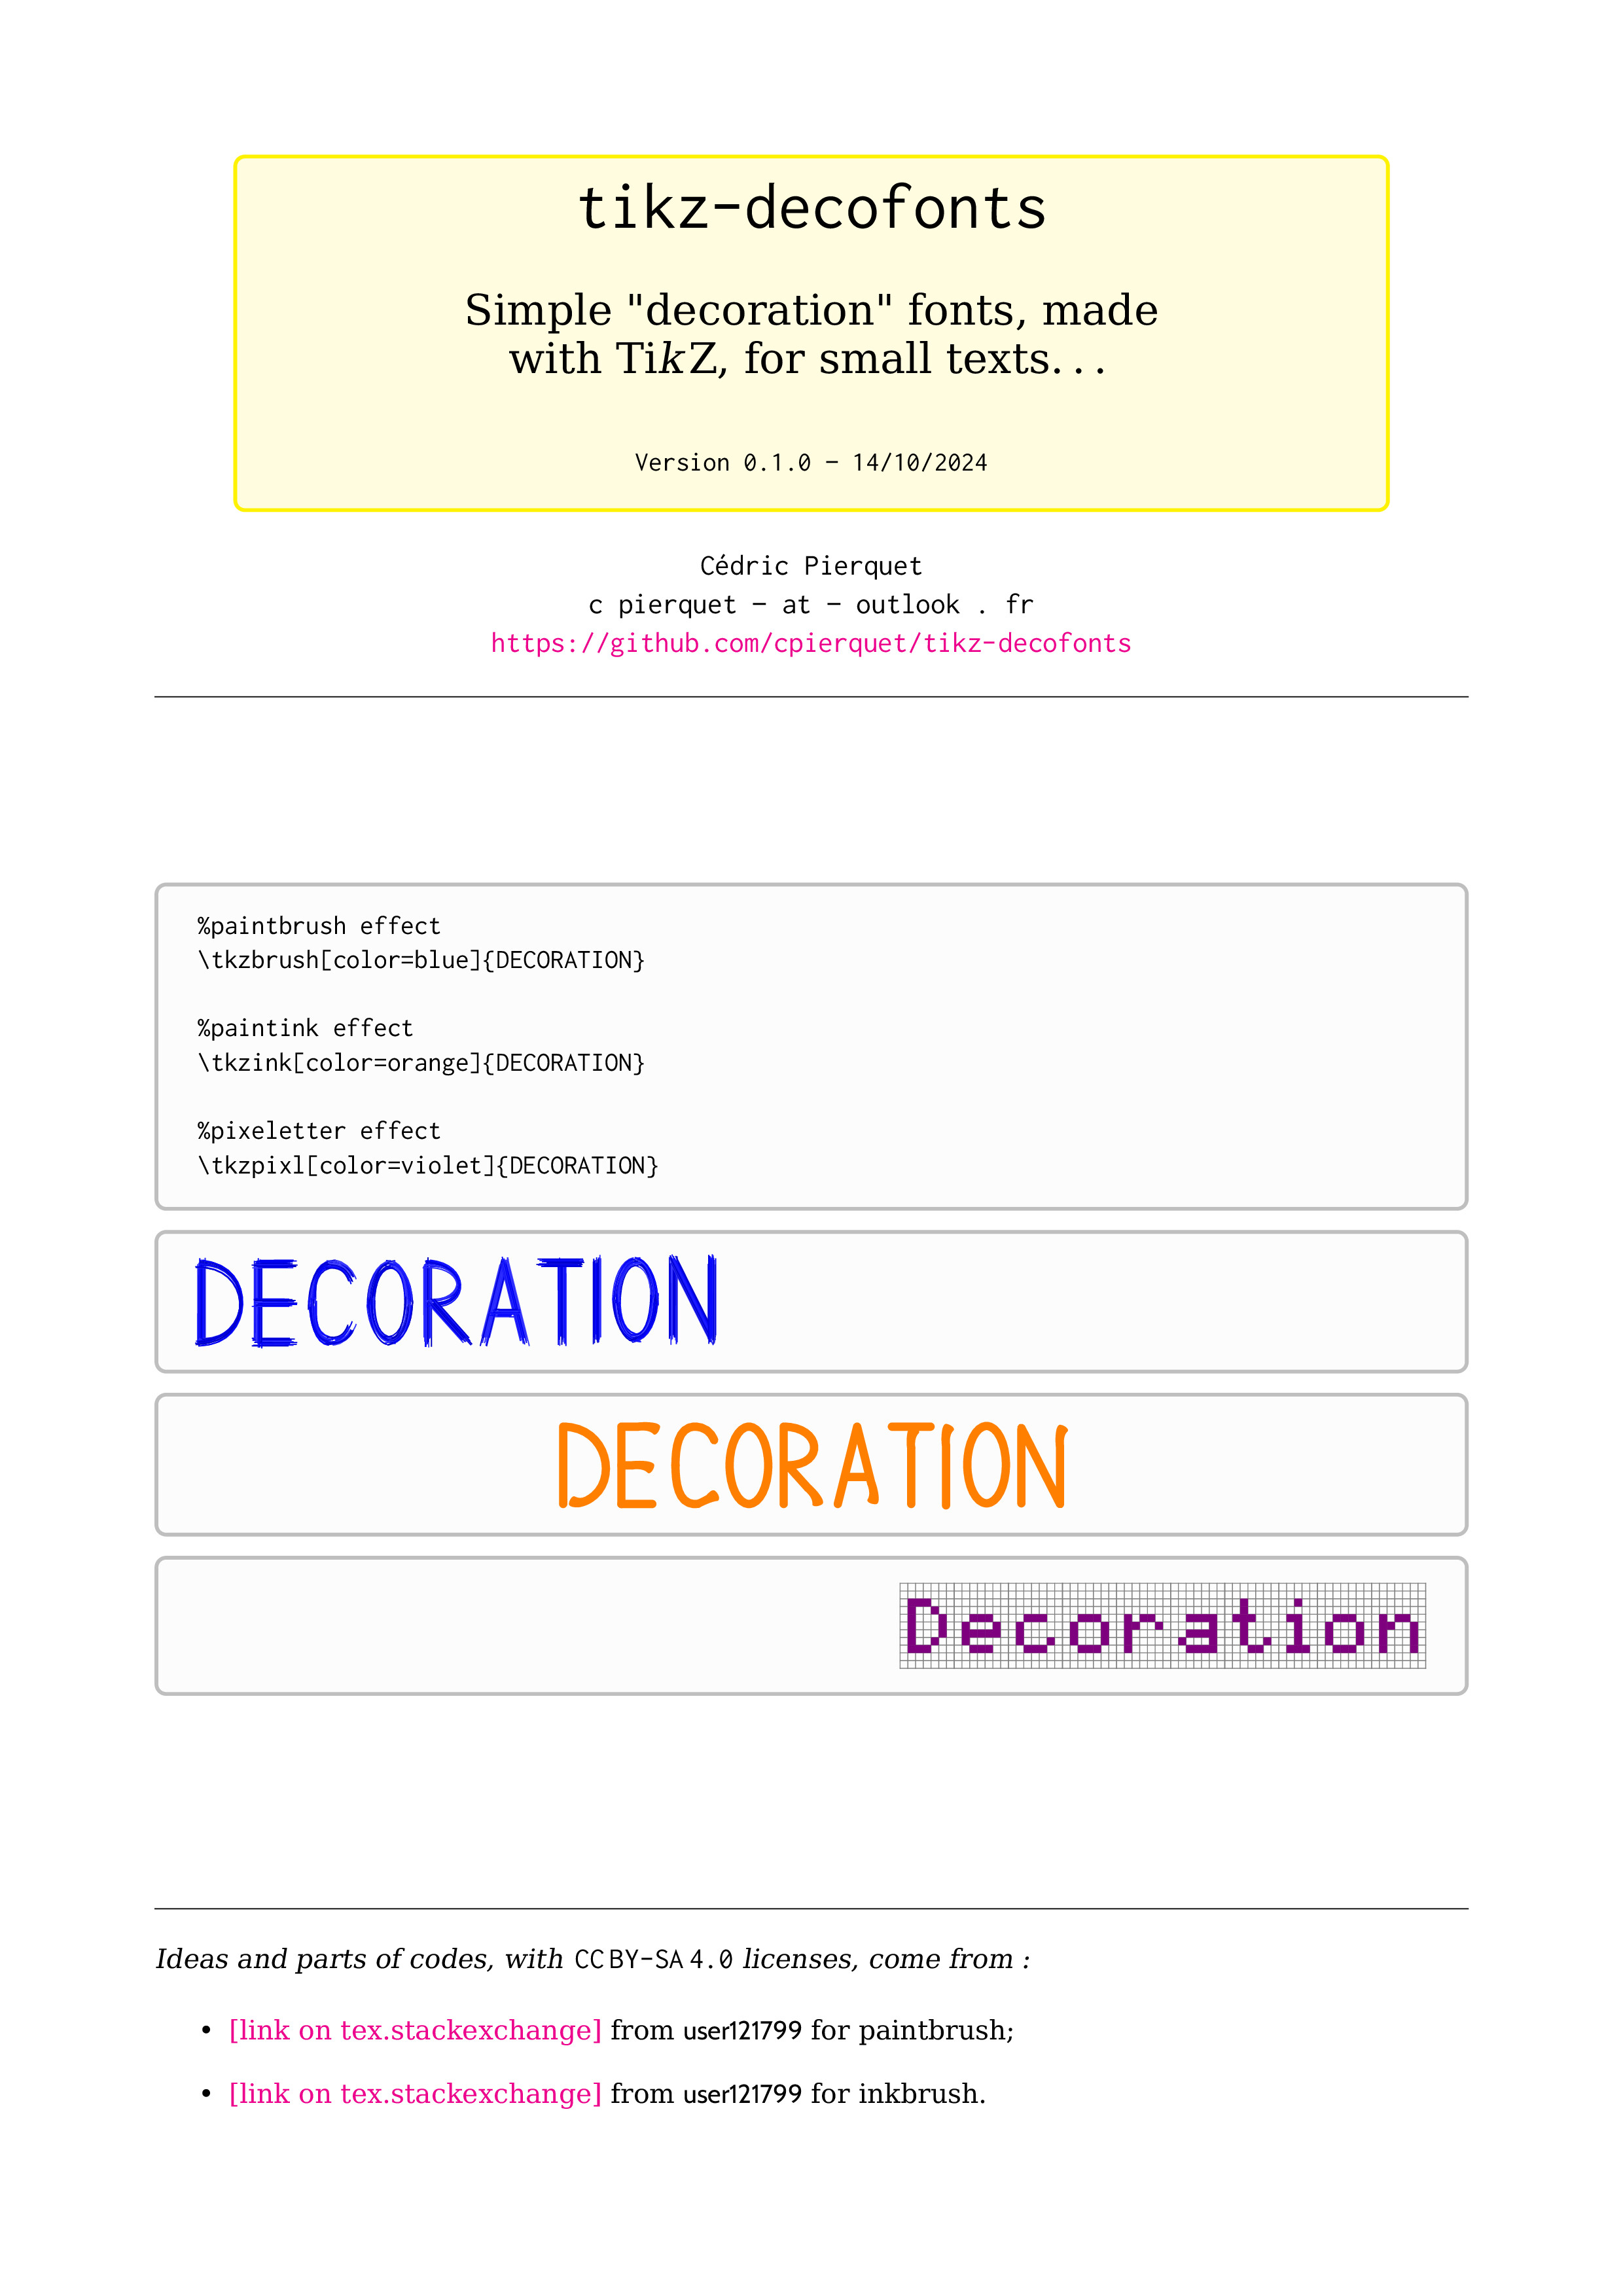 tikz-decofonts
Simple "decoration" fonts, made
with TikZ, for small texts. . .
Version 0.1.0 – 14/10/2024
Cédric Pierquet
c pierquet – at – outlook . fr
https://github.com/cpierquet/tikz-decofonts
%paintbrush effect
\tkzbrush[color=blue]{DECORATION}
%paintink effect
\tkzink[color=orange]{DECORATION}
%pixeletter effect
\tkzpixl[color=violet]{DECORATION}
DECORATION
DECORATION
Decoration
Ideas and parts of codes, with CC BY-SA 4.0 licenses, come from :
• [link on tex.stackexchange] from user121799 for paintbrush;
• [link on tex.stackexchange] from user121799 for inkbrush.